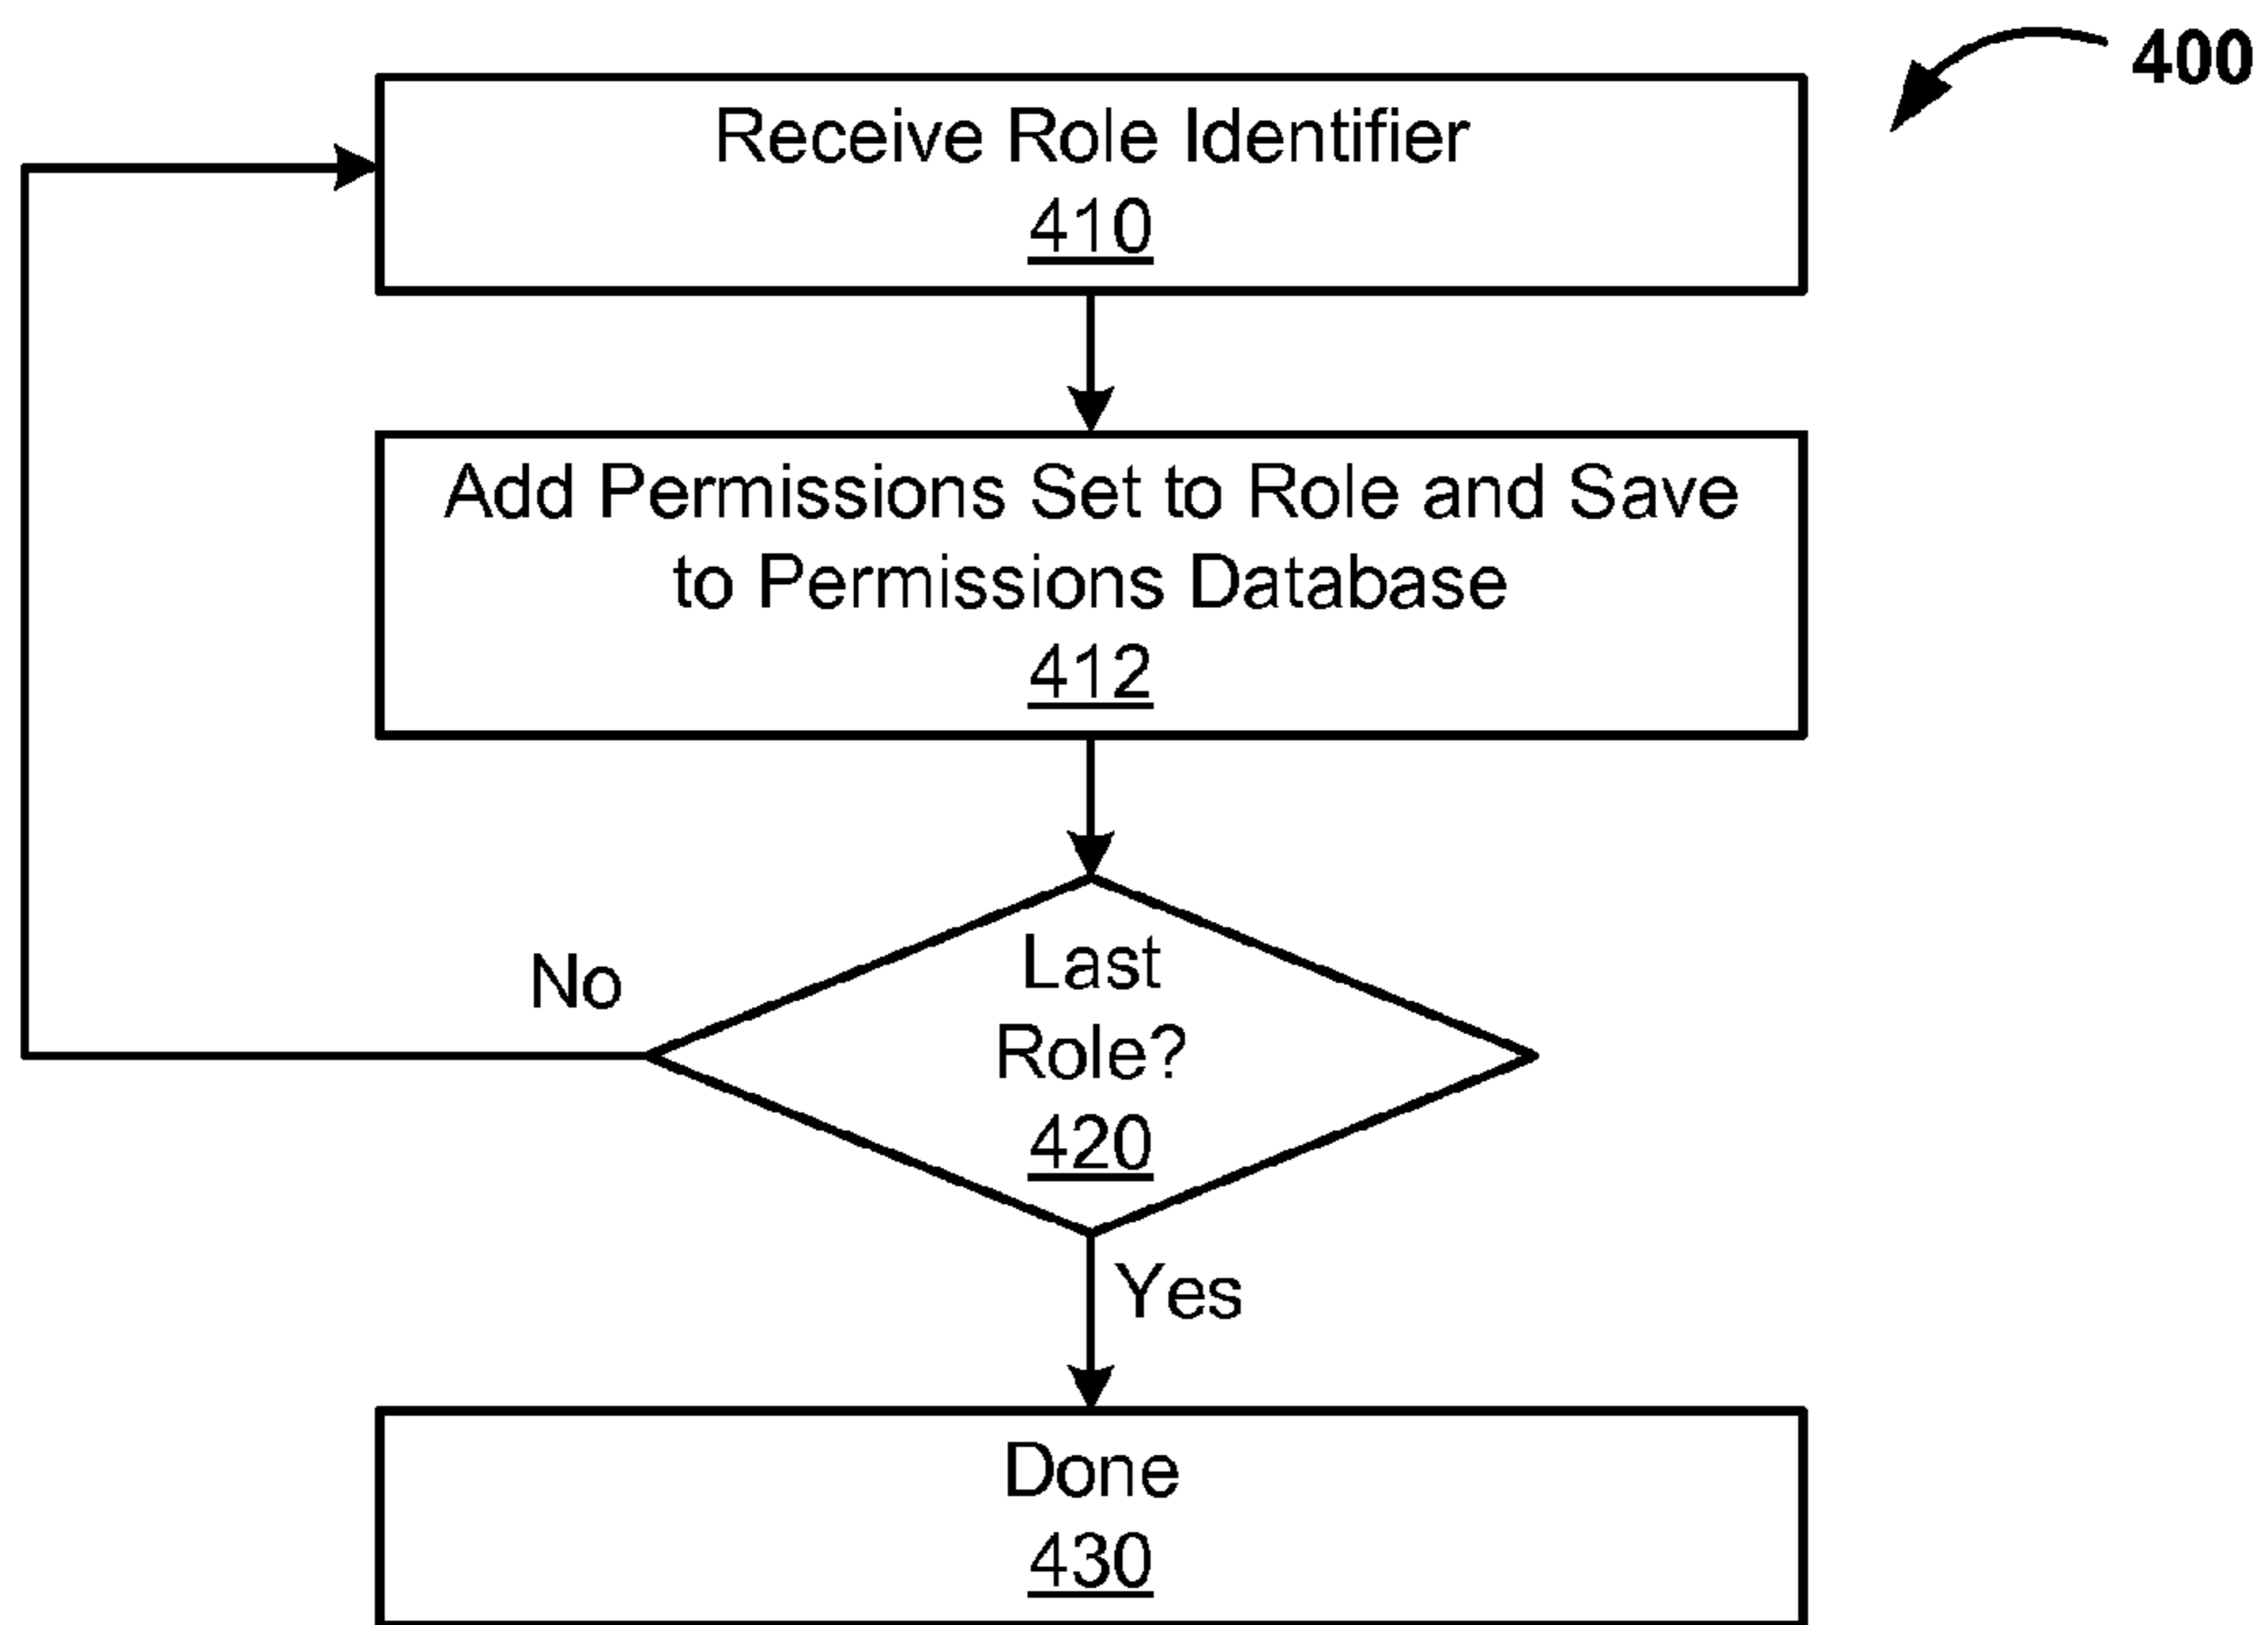 400
Receive Role Identifier
410
Add Permissions Set to Role and Save
to Permissions Database
412
No
Last
Role?
420
Yes
Done
430